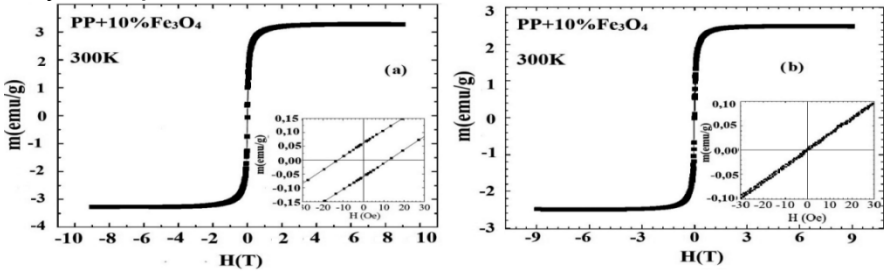 PP+10%Fe₃O₄
300K
(a)
m(emu/g)
3
2
1
0
-1
-2
-3
-4
-10 -8 -6 -4 -2 0 2 4 6 8 10
H(T)
m(emu/g)
0,15
0,10
0,05
0,00
-0,05
-0,10
-0,15
-20 -10 0 10 20 30
H (Oe)
PP+10%Fe₃O₄
300K
(b)
m(emu/g)
3
2
1
0
-1
-2
-3
-9 -6 -3 0 3 6 9
H(T)
m(emu/g)
0,10
0,05
0,00
-0,05
-0,10
-30 -20 -10 0 10 20 30
H (Oe)